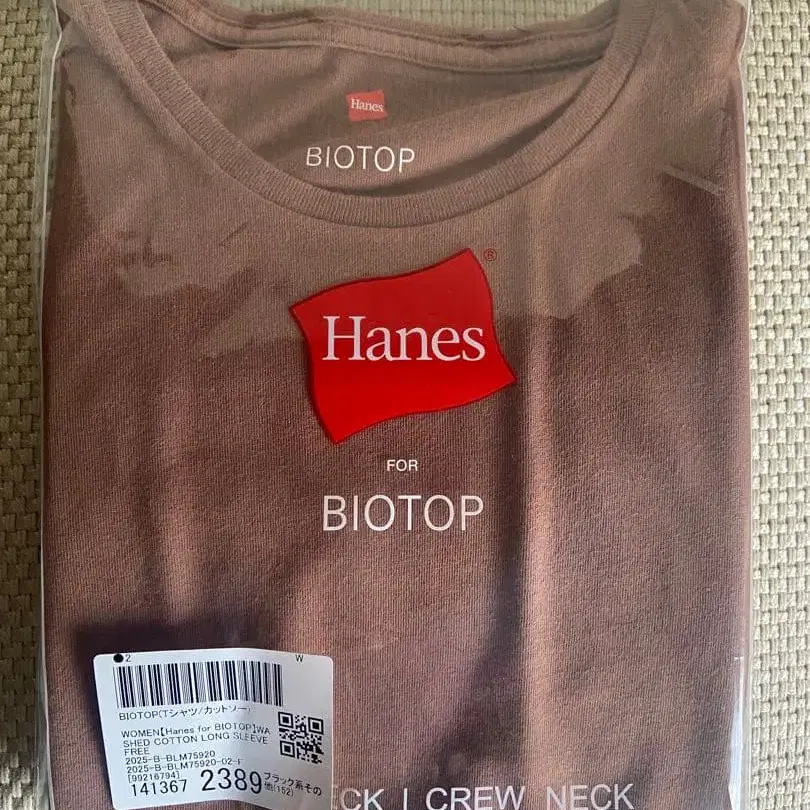 Hanes
BIOTOP
Hanes®
FOR
BIOTOP
2 W
BIOTOP(Tシャツ/カットソー)
WOMEN【Hanes for BIOTOP】WA
SHED COTTON LONG SLEEVE
FREE
2025-B-BLM75920
2025-B-BLM75920-02-F
[99216794]
141367 2389 ブラック系その
他(152)
ECK | CREW NECK